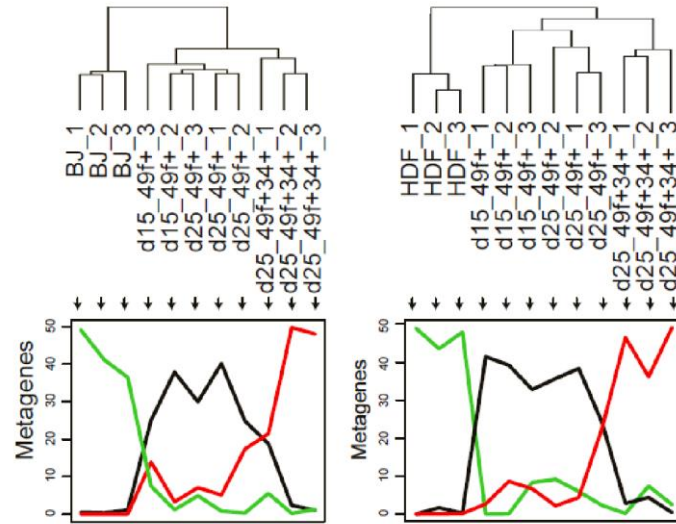 BJ_1
BJ_2
BJ_3
d15_49f+_3
d15_49f+_2
d25_49f+_3
d25_49f+_1
d25_49f+_2
d25_49f+34+_1
d25_49f+34+_2
d25_49f+34+_3
Metagenes
50
40
30
20
10
0
HDF_1
HDF_2
HDF_3
d15_49f+_1
d15_49f+_2
d15_49f+_3
d25_49f+_2
d25_49f+_1
d25_49f+_3
d25_49f+34+_1
d25_49f+34+_2
d25_49f+34+_3
Metagenes
50
40
30
20
10
0